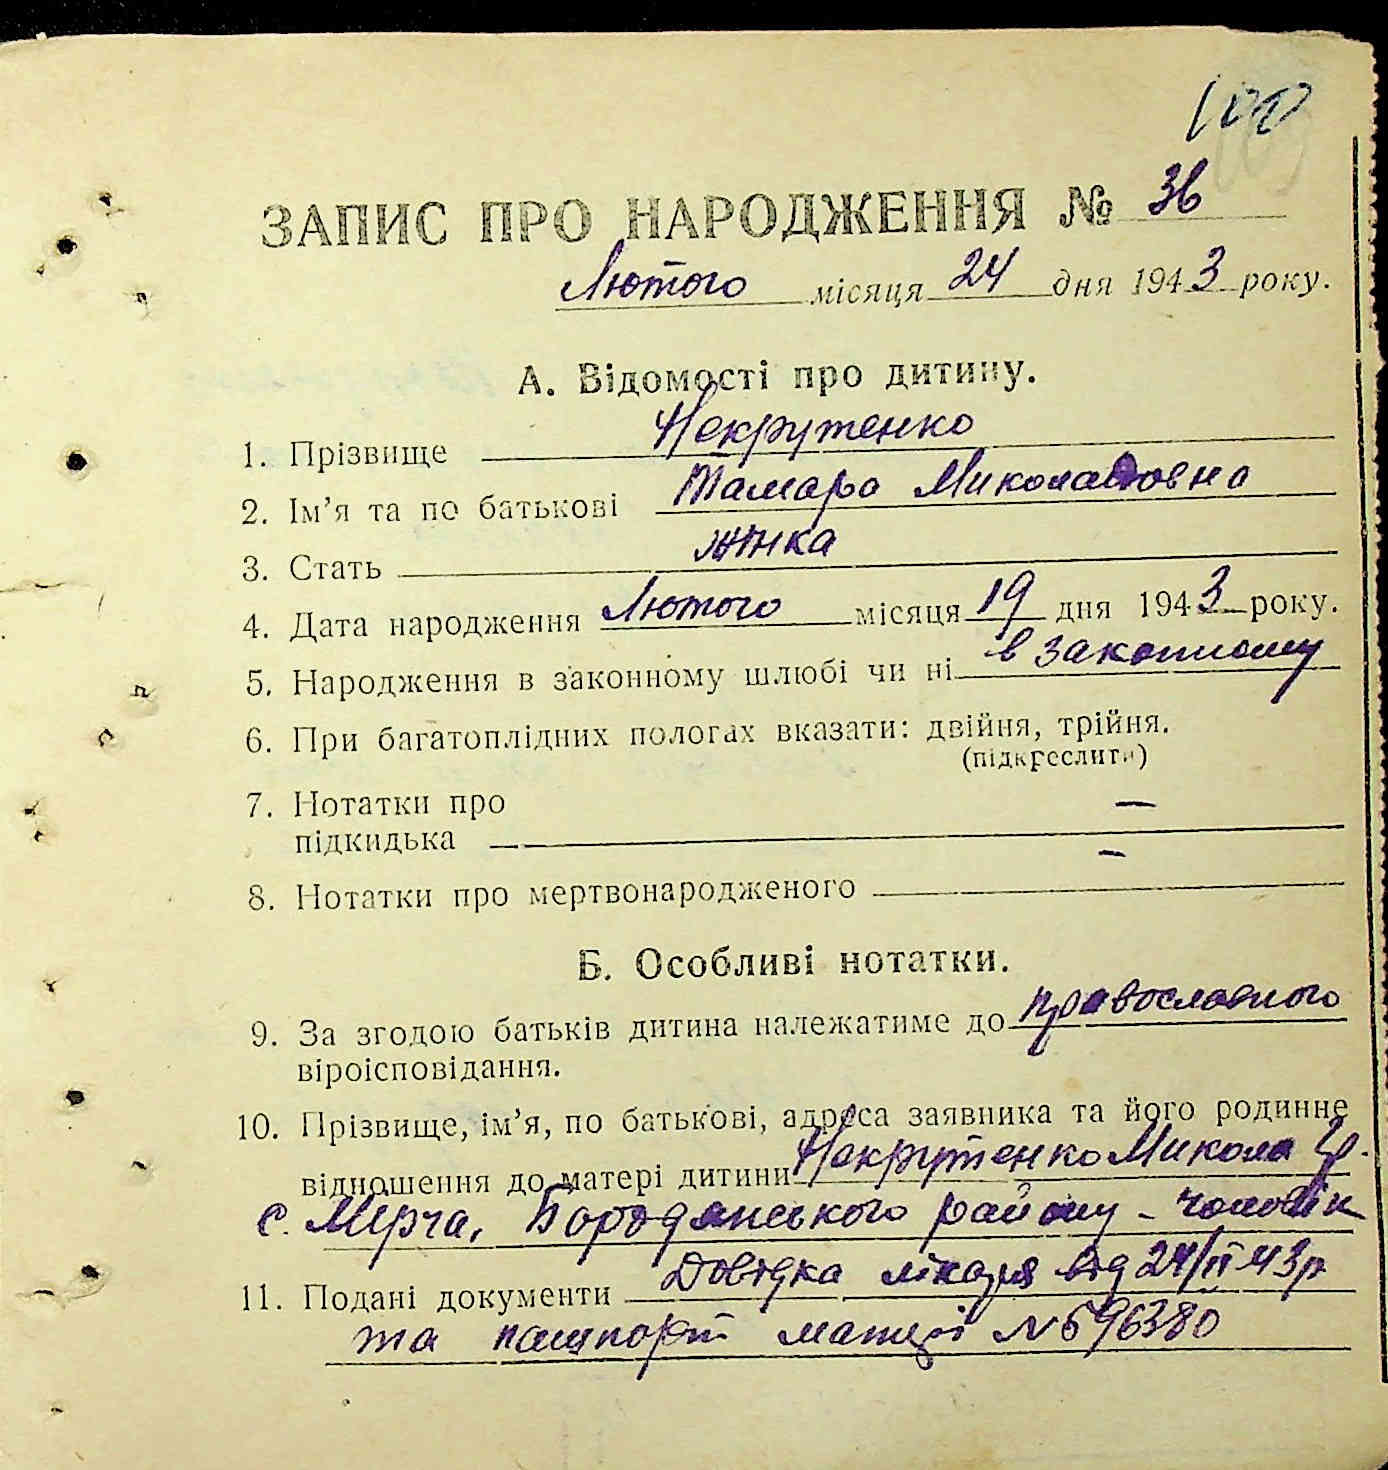 100
ЗАПИС ПРО НАРОДЖЕННЯ № 36
Лютого місяця 24 дня 1943 року.
А. Відомості про дитину.
1. Прізвище Некрутенко
2. Ім'я та по батькові Тамара Миколаєовна
3. Стать жінка
4. Дата народження Лютого місяця 19 дня 1943 року.
5. Народження в законному шлюбі чи ні в законному
6. При багатоплідних пологах вказати: двійня, трійня.
(підкреслити)
7. Нотатки про —
підкидька
8. Нотатки про мертвонародженого –
Б. Особливі нотатки.
9. За згодою батьків дитина належатиме до православного
віроісповідання.
10. Прізвище, ім'я, по батькові, адреса заявника та його родинне
відношення до матері дитини Некрутенко Микола Гр.
с. Мірча, Бородянського району - чоловік
11. Подані документи Довідка лікаря від 24/II 43р
та пашпорт матері №596380